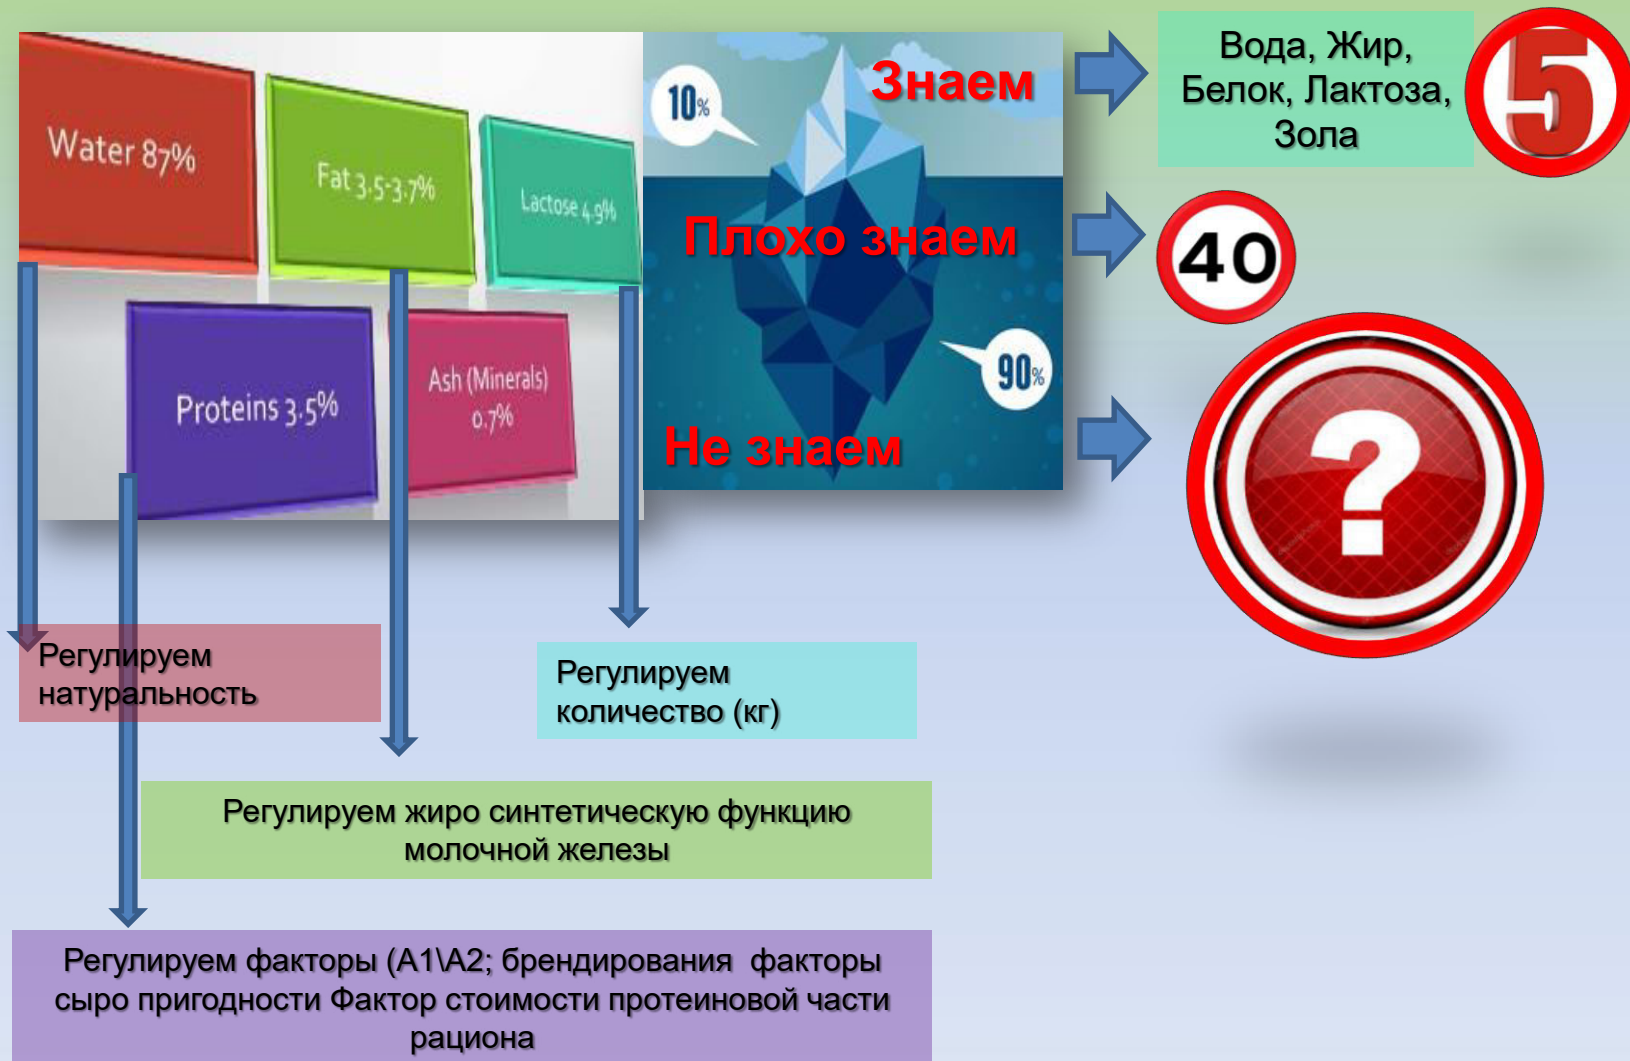 Water 87%
Fat 3.5-3.7%
Lactose 4.9%
Proteins 3.5%
Ash (Minerals)
0.7%
10%
Знаем
Плохо знаем
90%
Не знаем
Вода, Жир,
Белок, Лактоза,
Зола
5
40
?
Регулируем
натуральность
Регулируем
количество (кг)
Регулируем жиро синтетическую функцию
молочной железы
Регулируем факторы (А1\А2; брендирования факторы
сыро пригодности Фактор стоимости протеиновой части
рациона